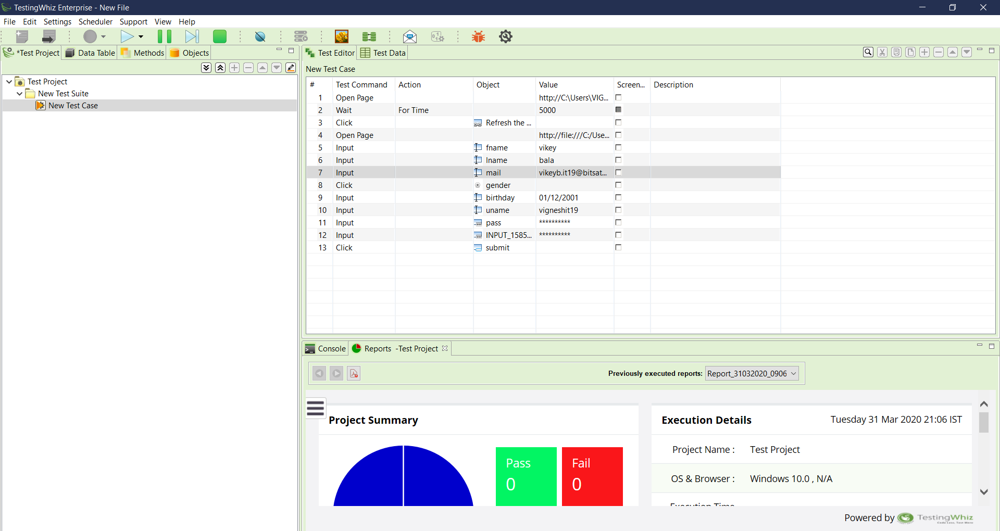 TestingWhiz Enterprise - New File
File Edit Settings Scheduler Support View Help
*Test Project Data Table Methods Objects
Test Editor Test Data
New Test Case
Test Project
New Test Suite
New Test Case
# Test Command Action Object Value Screen... Description
1 Open Page http://C:\Users\VIG...
2 Wait For Time 5000
3 Click Refresh the ...
4 Open Page http://file:///C:/Use...
5 Input fname vikey
6 Input lname bala
7 Input mail vikeyb.it19@bitsat...
8 Click gender
9 Input birthday 01/12/2001
10 Input uname vigneshit19
11 Input pass **********
12 Input INPUT_1585... **********
13 Click submit
Console Reports -Test Project
Previously executed reports: Report_31032020_0906
Project Summary
Pass
0
Fail
0
Execution Details Tuesday 31 Mar 2020 21:06 IST
Project Name : Test Project
OS & Browser : Windows 10.0 , N/A
Execution Time
Powered by TestingWhiz
Code Less, Test More